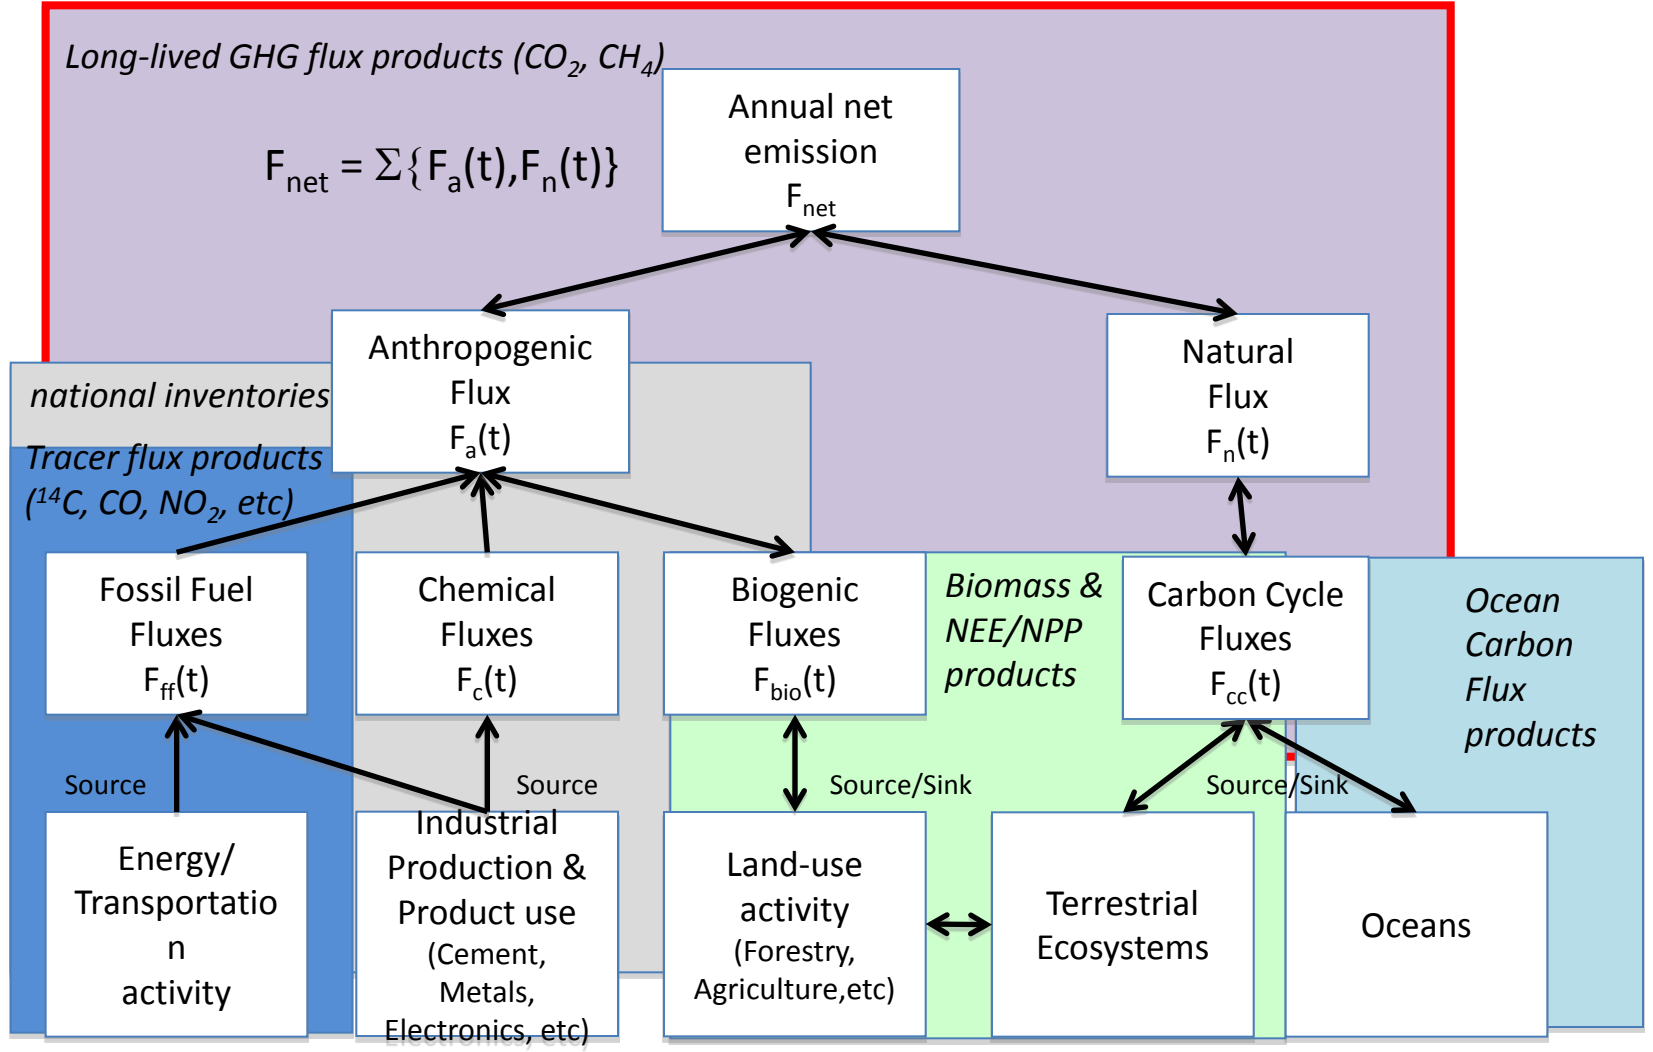 Long-lived GHG flux products (CO₂, CH₄)
Annual net
emission
Fnet
Fnet = Σ{Fa(t),Fn(t)}
Anthropogenic
Flux
Fa(t)
Natural
Flux
Fn(t)
national inventories
Tracer flux products
(¹⁴C, CO, NO₂, etc)
Fossil Fuel
Fluxes
Fff(t)
Chemical
Fluxes
Fc(t)
Biogenic
Fluxes
Fbio(t)
Biomass &
NEE/NPP
products
Carbon Cycle
Fluxes
Fcc(t)
Ocean
Carbon
Flux
products
Source
Source
Source/Sink
Source/Sink
Energy/
Transportatio
n
activity
Industrial
Production &
Product use
(Cement,
Metals,
Electronics, etc)
Land-use
activity
(Forestry,
Agriculture,etc)
Terrestrial
Ecosystems
Oceans